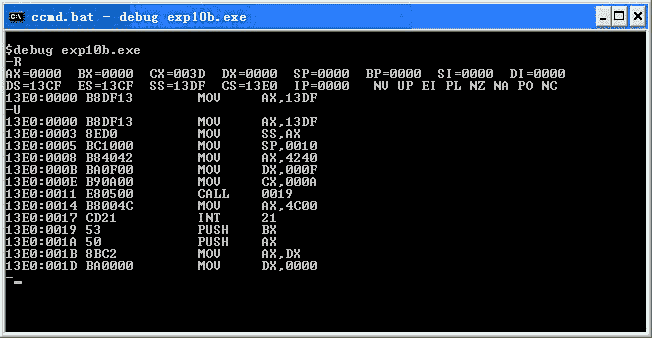 ccmd.bat - debug exp10b.exe
$debug exp10b.exe
-R
AX=0000  BX=0000  CX=003D  DX=0000  SP=0000  BP=0000  SI=0000  DI=0000
DS=13CF  ES=13CF  SS=13DF  CS=13E0  IP=0000   NV UP EI PL NZ NA PO NC
13E0:0000 B8DF13        MOV     AX,13DF
-U
13E0:0000 B8DF13        MOV     AX,13DF
13E0:0003 8ED0          MOV     SS,AX
13E0:0005 BC1000        MOV     SP,0010
13E0:0008 B84042        MOV     AX,4240
13E0:000B BA0F00        MOV     DX,000F
13E0:000E B90A00        MOV     CX,000A
13E0:0011 E80500        CALL    0019
13E0:0014 B8004C        MOV     AX,4C00
13E0:0017 CD21          INT     21
13E0:0019 53            PUSH    BX
13E0:001A 50            PUSH    AX
13E0:001B 8BC2          MOV     AX,DX
13E0:001D BA0000        MOV     DX,0000
-_